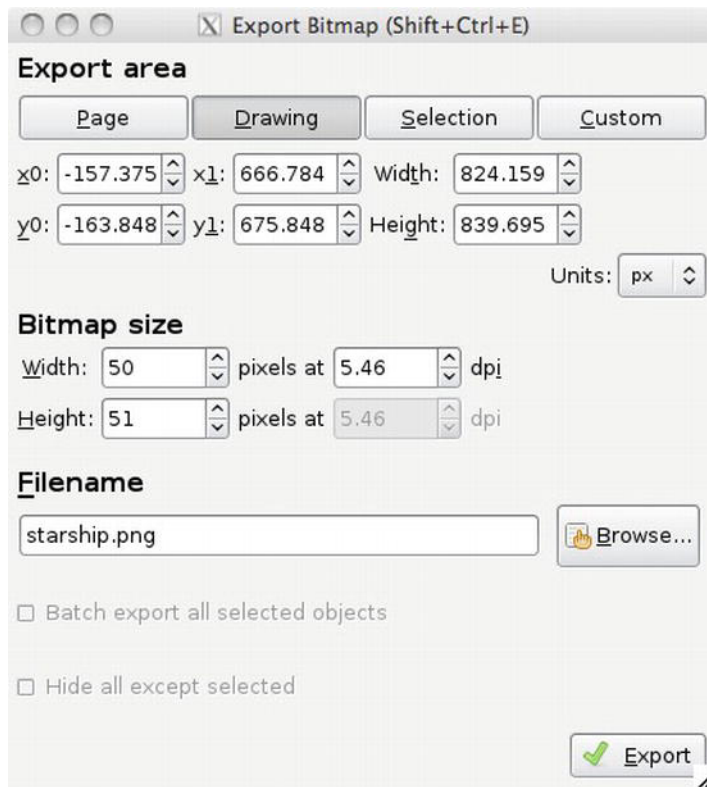 Export Bitmap (Shift+Ctrl+E)
Export area
Page Drawing Selection Custom
x0: -157.375 x1: 666.784 Width: 824.159
y0: -163.848 y1: 675.848 Height: 839.695
Units: px
Bitmap size
Width: 50 pixels at 5.46 dpi
Height: 51 pixels at 5.46 dpi
Filename
starship.png Browse...
Batch export all selected objects
Hide all except selected
Export